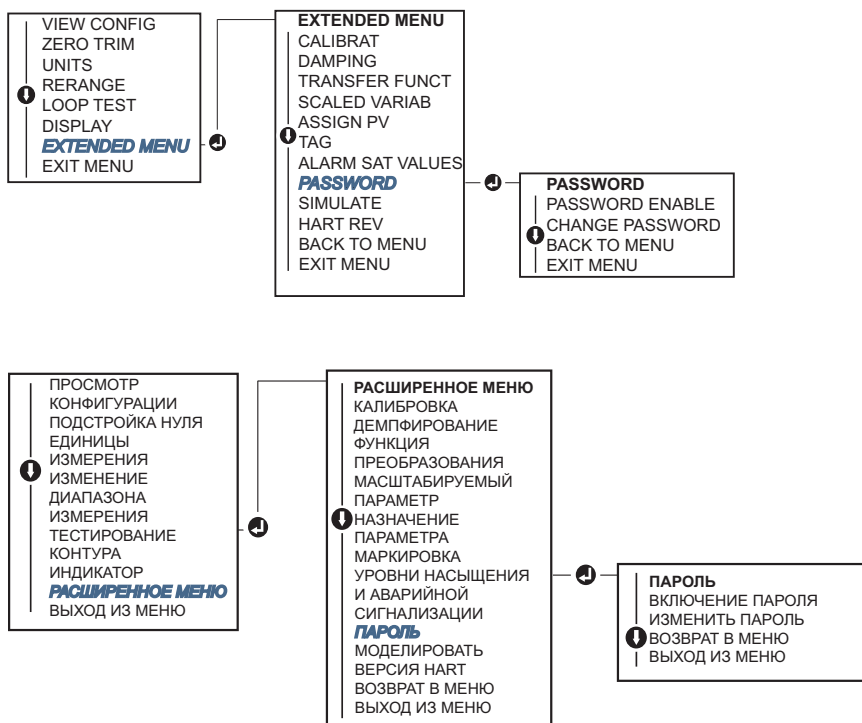 VIEW CONFIG
ZERO TRIM
UNITS
RERANGE
LOOP TEST
DISPLAY
EXTENDED MENU
EXIT MENU
EXTENDED MENU
CALIBRAT
DAMPING
TRANSFER FUNCT
SCALED VARIAB
ASSIGN PV
TAG
ALARM SAT VALUES
PASSWORD
SIMULATE
HART REV
BACK TO MENU
EXIT MENU
PASSWORD
PASSWORD ENABLE
CHANGE PASSWORD
BACK TO MENU
EXIT MENU
ПРОСМОТР
КОНФИГУРАЦИИ
ПОДСТРОЙКА НУЛЯ
ЕДИНИЦЫ
ИЗМЕРЕНИЯ
ИЗМЕНЕНИЕ
ДИАПАЗОНА
ИЗМЕРЕНИЯ
ТЕСТИРОВАНИЕ
КОНТУРА
ИНДИКАТОР
РАСШИРЕННОЕ МЕНЮ
ВЫХОД ИЗ МЕНЮ
РАСШИРЕННОЕ МЕНЮ
КАЛИБРОВКА
ДЕМПФИРОВАНИЕ
ФУНКЦИЯ
ПРЕОБРАЗОВАНИЯ
МАСШТАБИРУЕМЫЙ
ПАРАМЕТР
НАЗНАЧЕНИЕ
ПАРАМЕТРА
МАРКИРОВКА
УРОВНИ НАСЫЩЕНИЯ
И АВАРИЙНОЙ
СИГНАЛИЗАЦИИ
ПАРОЛЬ
МОДЕЛИРОВАТЬ
ВЕРСИЯ HART
ВОЗВРАТ В МЕНЮ
ВЫХОД ИЗ МЕНЮ
ПАРОЛЬ
ВКЛЮЧЕНИЕ ПАРОЛЯ
ИЗМЕНИТЬ ПАРОЛЬ
ВОЗВРАТ В МЕНЮ
ВЫХОД ИЗ МЕНЮ